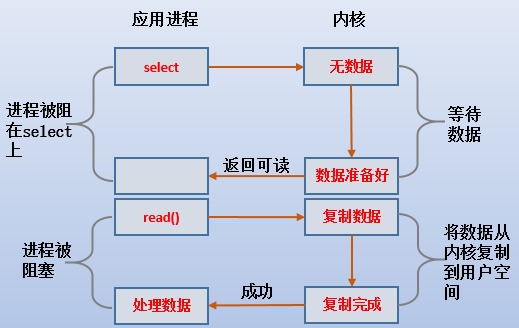 应用进程
内核
select
无数据
进程被阻
在select
上
等待
数据
返回可读
数据准备好
read()
复制数据
进程被
阻塞
将数据从
内核复制
到用户空
间
成功
处理数据
复制完成